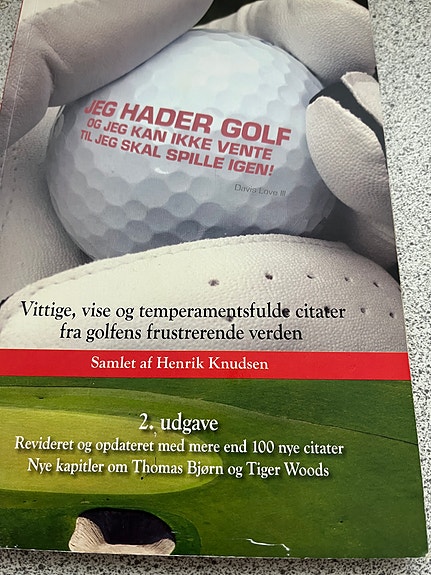 JEG HADER GOLF
OG JEG KAN IKKE VENTE
TIL JEG SKAL SPILLE IGEN!
Davis Love III
Vittige, vise og temperamentsfulde citater
fra golfens frustrerende verden
Samlet af Henrik Knudsen
2. udgave
Revideret og opdateret med mere end 100 nye citater
Nye kapitler om Thomas Bjørn og Tiger Woods